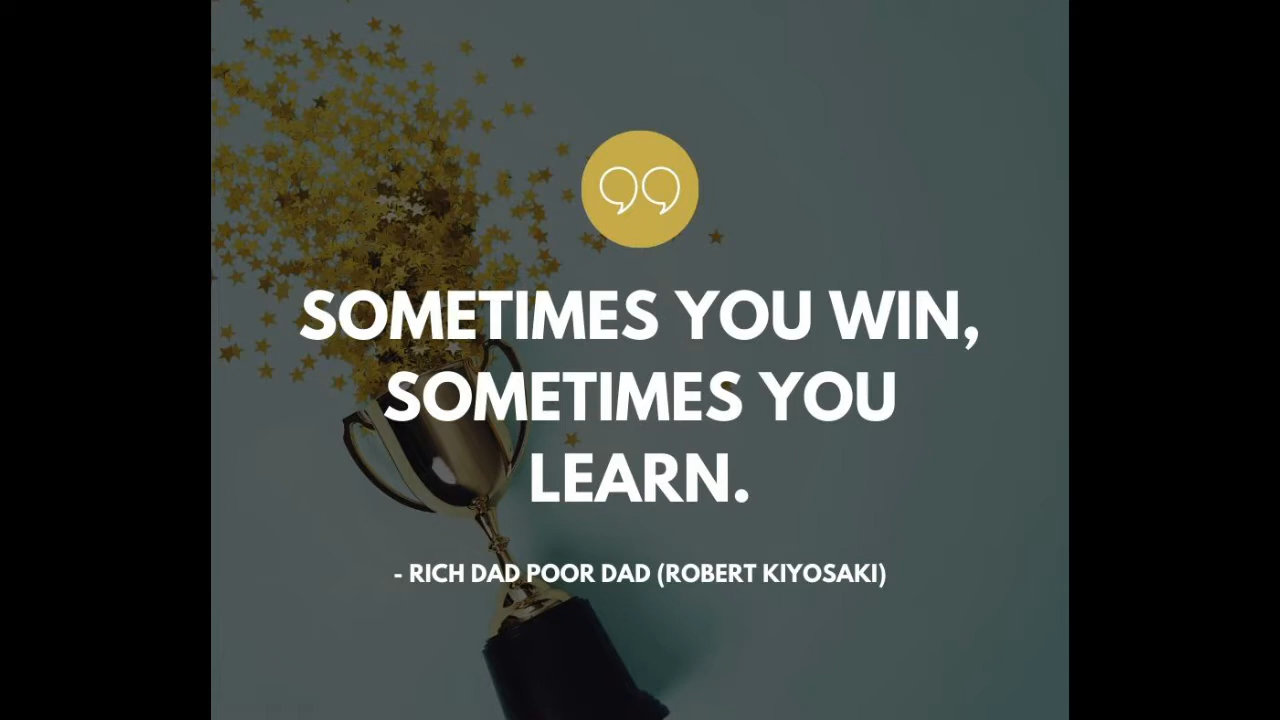 SOMETIMES YOU WIN,
SOMETIMES YOU
LEARN.
- RICH DAD POOR DAD (ROBERT KIYOSAKI)